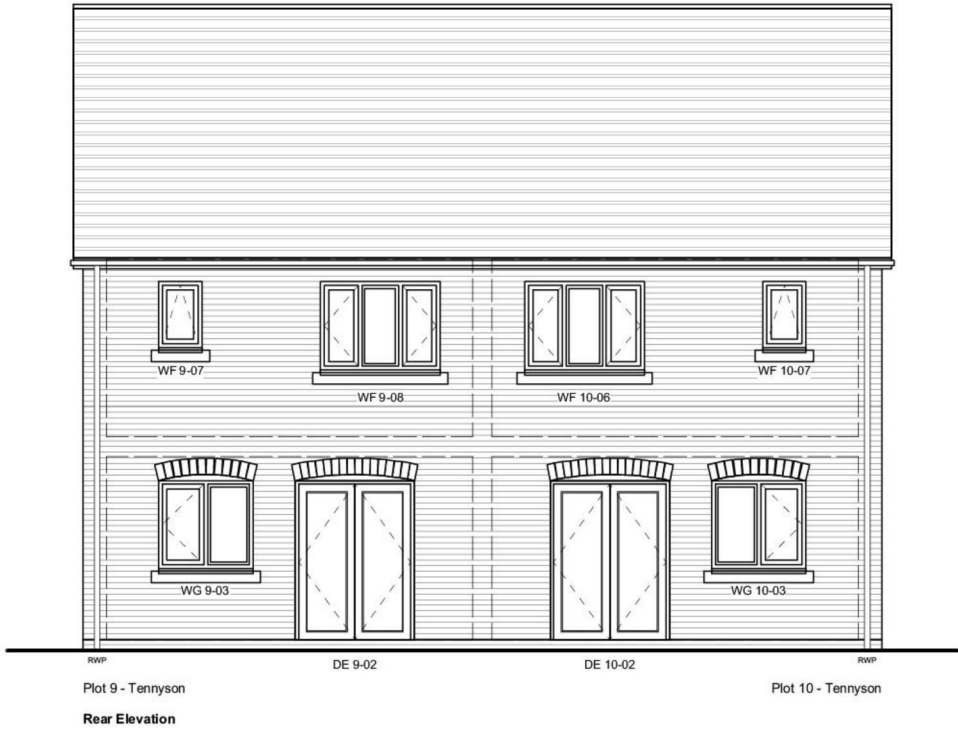 WF 9-07
WF 10-07
WF 9-08
WF 10-06
WG 9-03
WG 10-03
RWP
DE 9-02
DE 10-02
RWP
Plot 9 - Tennyson
Plot 10 - Tennyson
Rear Elevation